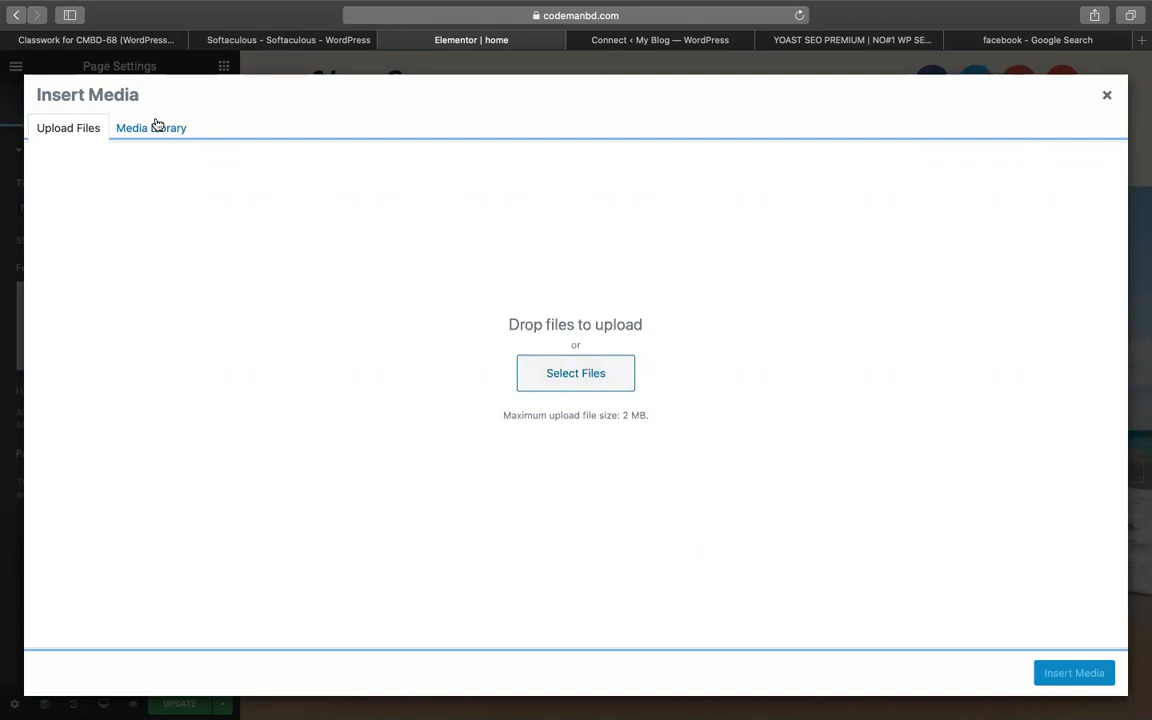 codemanbd.com
Classwork for CMBD-68 (WordPress...
Softaculous - Softaculous - WordPress
Elementor | home
Connect ‹ My Blog — WordPress
YOAST SEO PREMIUM | NO#1 WP SE...
facebook - Google Search
Page Settings
Insert Media
Upload Files
Media Library
Drop files to upload
or
Select Files
Maximum upload file size: 2 MB.
Insert Media
UPDATE